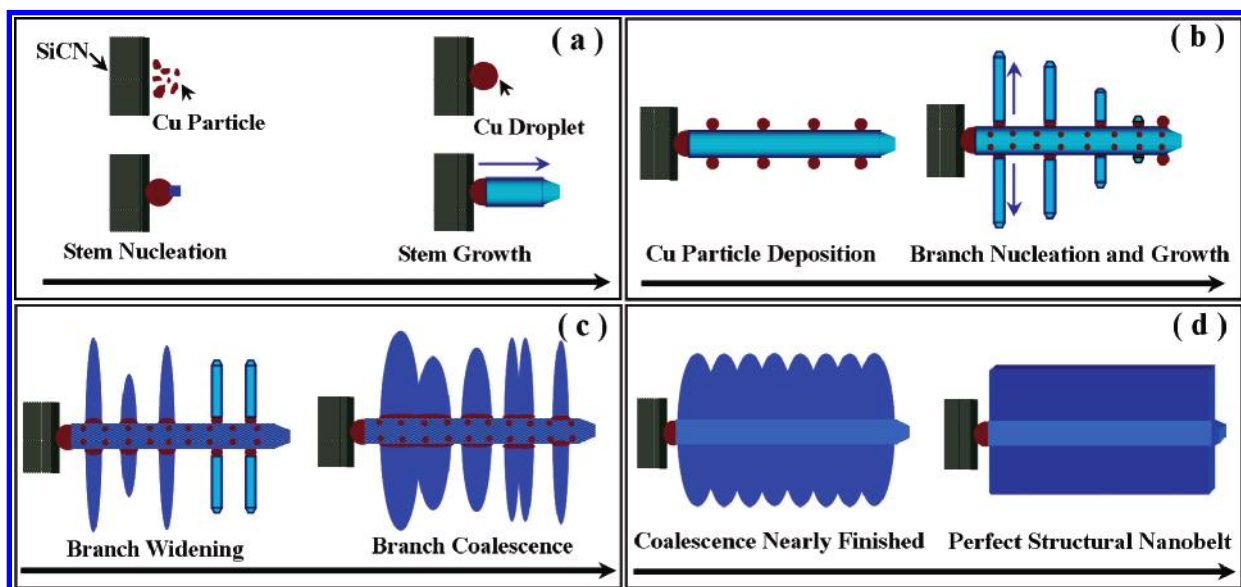 ( a )
SiCN
Cu Particle
Cu Droplet
Stem Nucleation
Stem Growth
( b )
Cu Particle Deposition
Branch Nucleation and Growth
( c )
Branch Widening
Branch Coalescence
( d )
Coalescence Nearly Finished
Perfect Structural Nanobelt